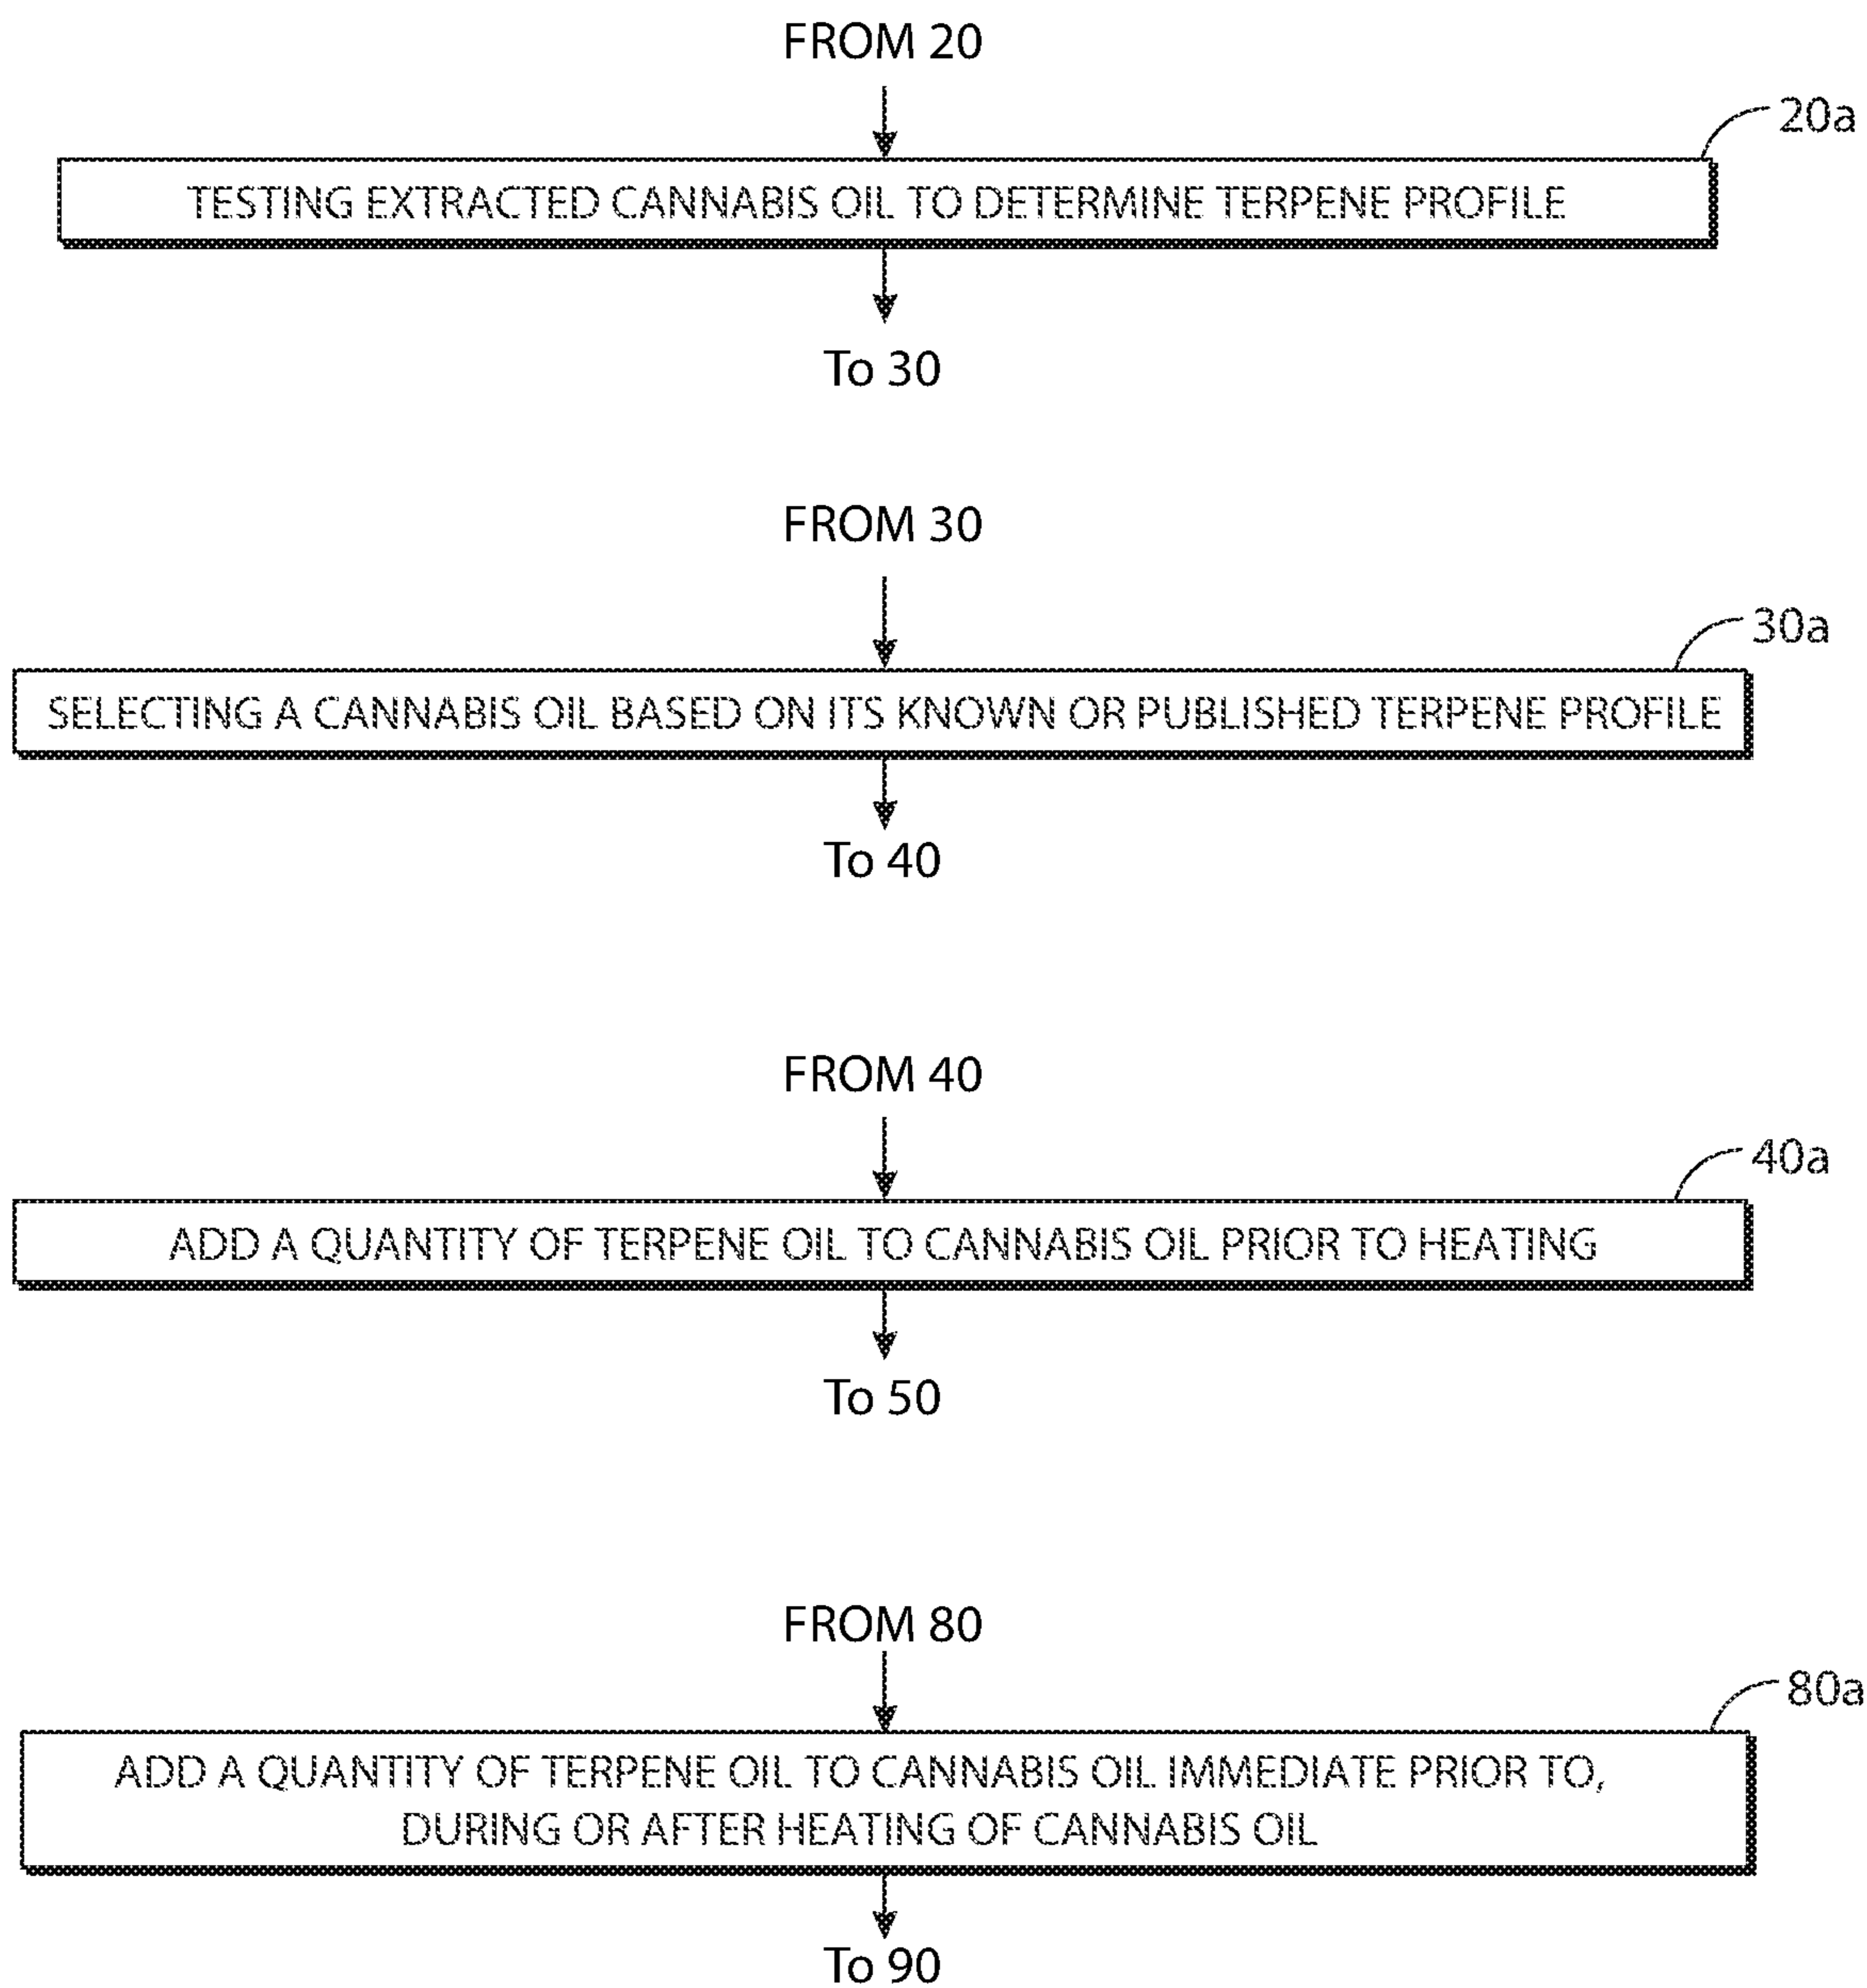 FROM 20
20a
TESTING EXTRACTED CANNABIS OIL TO DETERMINE TERPENE PROFILE
To 30
FROM 30
30a
SELECTING A CANNABIS OIL BASED ON ITS KNOWN OR PUBLISHED TERPENE PROFILE
To 40
FROM 40
40a
ADD A QUANTITY OF TERPENE OIL TO CANNABIS OIL PRIOR TO HEATING
To 50
FROM 80
80a
ADD A QUANTITY OF TERPENE OIL TO CANNABIS OIL IMMEDIATE PRIOR TO,
DURING OR AFTER HEATING OF CANNABIS OIL
To 90